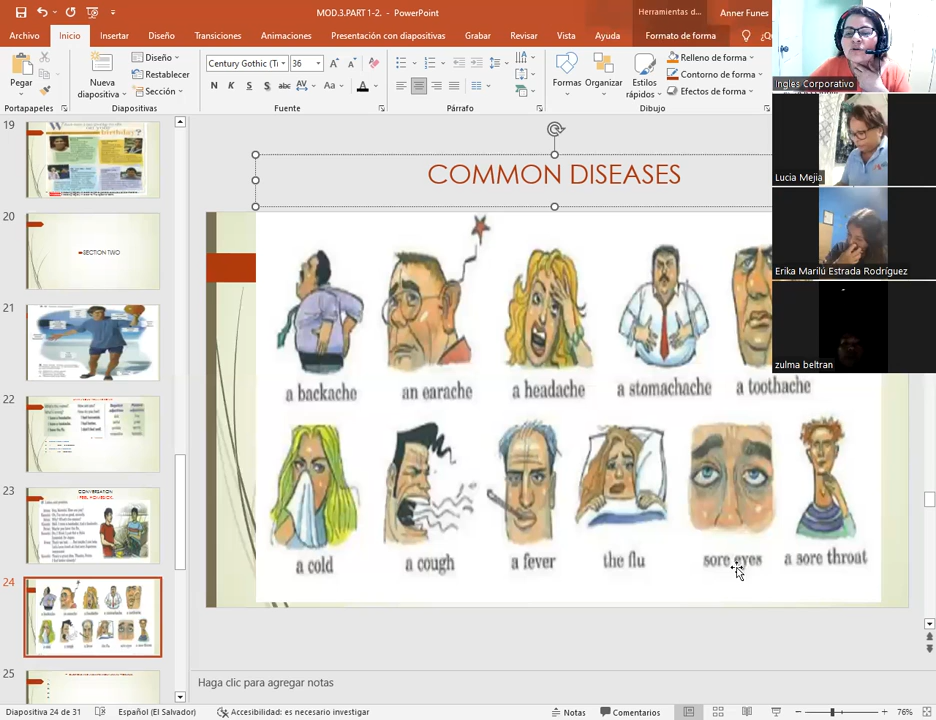 MOD.3.PART 1-2. - PowerPoint
Herramientas d...
Anner Funes
Archivo
Inicio
Insertar
Diseño
Transiciones
Animaciones
Presentación con diapositivas
Grabar
Revisar
Vista
Ayuda
Formato de forma
Pegar
Nueva diapositiva
Diseño
Restablecer
Sección
Century Gothic (Tí
36
N K S abc AV Aa A
Formas
Organizar
Estilos rápidos
Relleno de forma
Contorno de forma
Efectos de forma
Portapapeles
Diapositivas
Fuente
Párrafo
Dibujo
Ingles Corporativo
Lucia Mejia
Erika Marilú Estrada Rodríguez
zulma beltran
19
birthday
20
SECTION TWO
21
22
23
CONVERSATION
24
25
COMMON DISEASES
a backache
an earache
a headache
a stomachache
a toothache
a cold
a cough
a fever
the flu
sore eyes
a sore throat
Haga clic para agregar notas
Diapositiva 24 de 31
Español (El Salvador)
Accesibilidad: es necesario investigar
Notas
Comentarios
76%